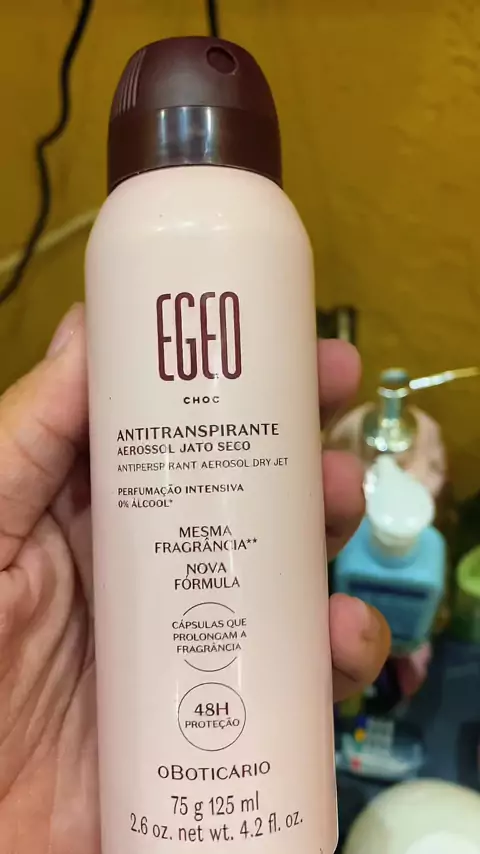 EGEO
CHOC
ANTITRANSPIRANTE
AEROSSOL JATO SECO
ANTIPERSPIRANT AEROSOL DRY JET
PERFUMAÇÃO INTENSIVA
0% ÁLCOOL*
MESMA
FRAGRÂNCIA**
NOVA
FÓRMULA
CÁPSULAS QUE
PROLONGAM A
FRAGRÂNCIA
48H
PROTEÇÃO
OBOTICÁRIO
75 g 125 ml
2.6 oz. net wt. 4.2 fl. oz.